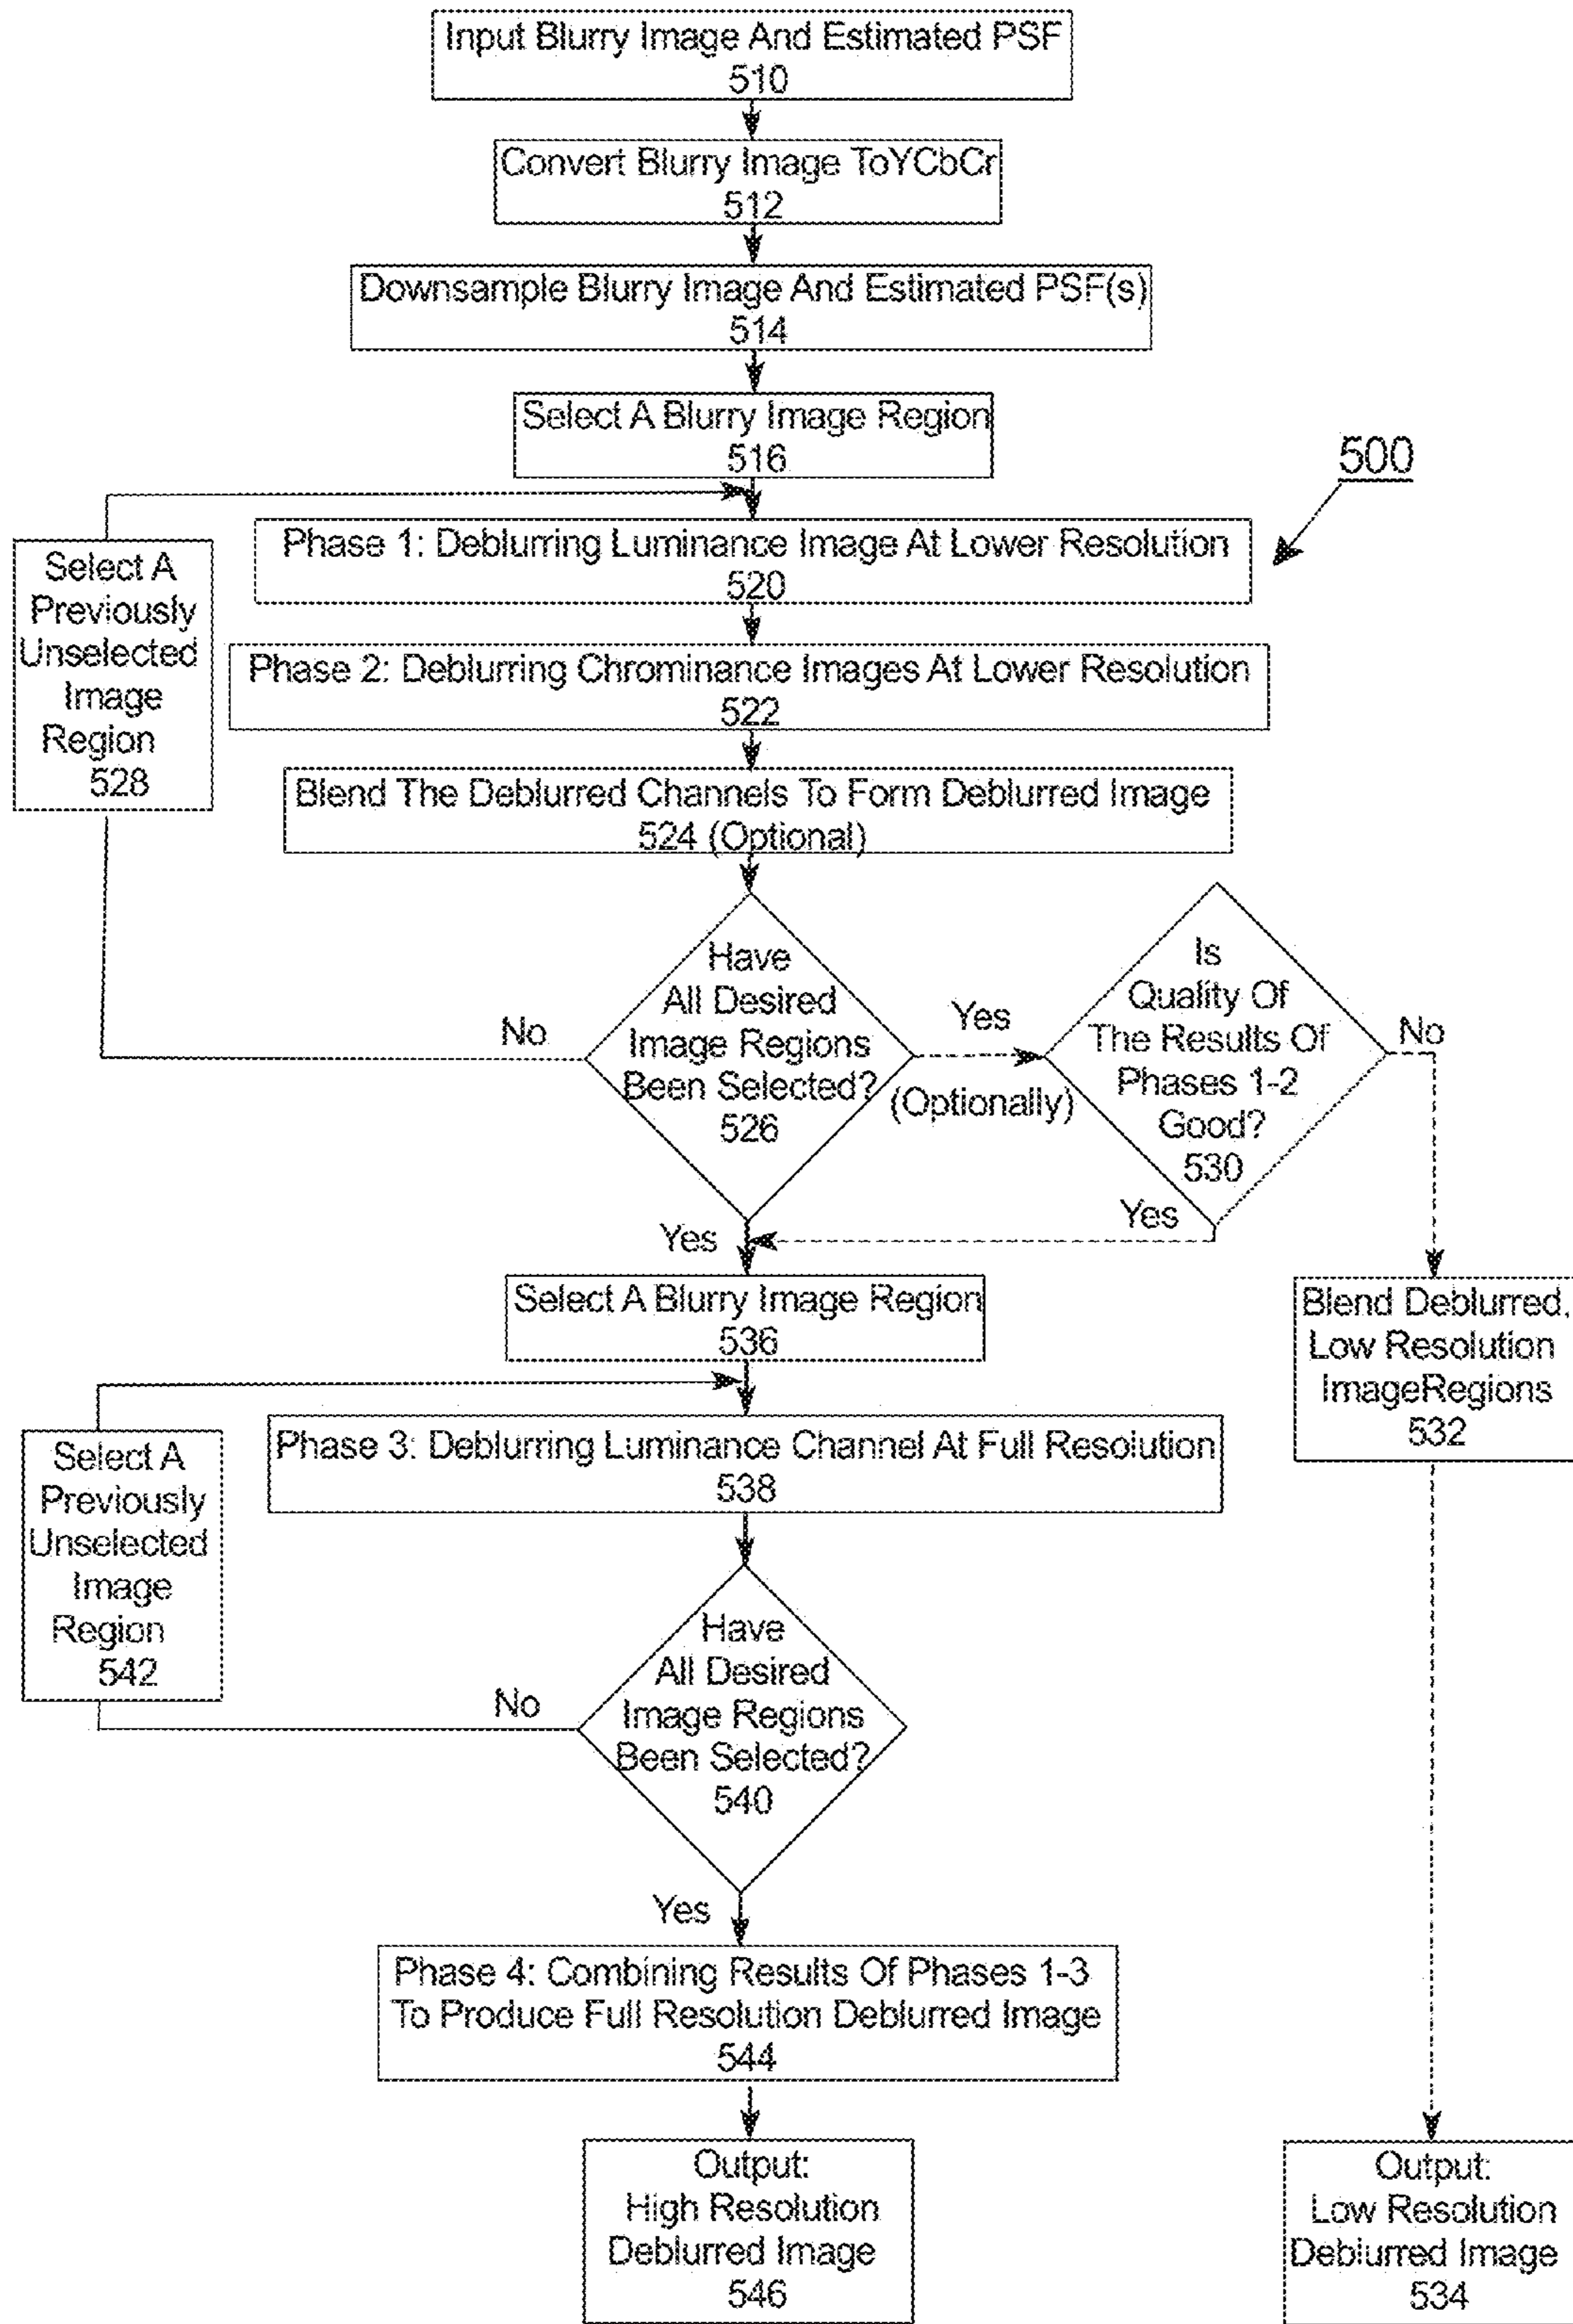 Input Blurry Image And Estimated PSF
510
Convert Blurry Image ToYCbCr
512
Downsample Blurry Image And Estimated PSF(s)
514
Select A Blurry Image Region
516
500
Phase 1: Deblurring Luminance Image At Lower Resolution
520
Select A
Previously
Unselected
Image
Region
528
Phase 2: Deblurring Chrominance Images At Lower Resolution
522
Blend The Deblurred Channels To Form Deblurred Image
524 (Optional)
Have
All Desired
Image Regions
Been Selected?
526
No
Yes
(Optionally)
Is
Quality Of
The Results Of
Phases 1-2
Good?
530
No
Yes
Yes
Select A Blurry Image Region
536
Blend Deblurred,
Low Resolution
ImageRegions
532
Phase 3: Deblurring Luminance Channel At Full Resolution
538
Select A
Previously
Unselected
Image
Region
542
Have
All Desired
Image Regions
Been Selected?
540
No
Yes
Phase 4: Combining Results Of Phases 1-3
To Produce Full Resolution Deblurred Image
544
Output:
High Resolution
Deblurred Image
546
Output:
Low Resolution
Deblurred Image
534